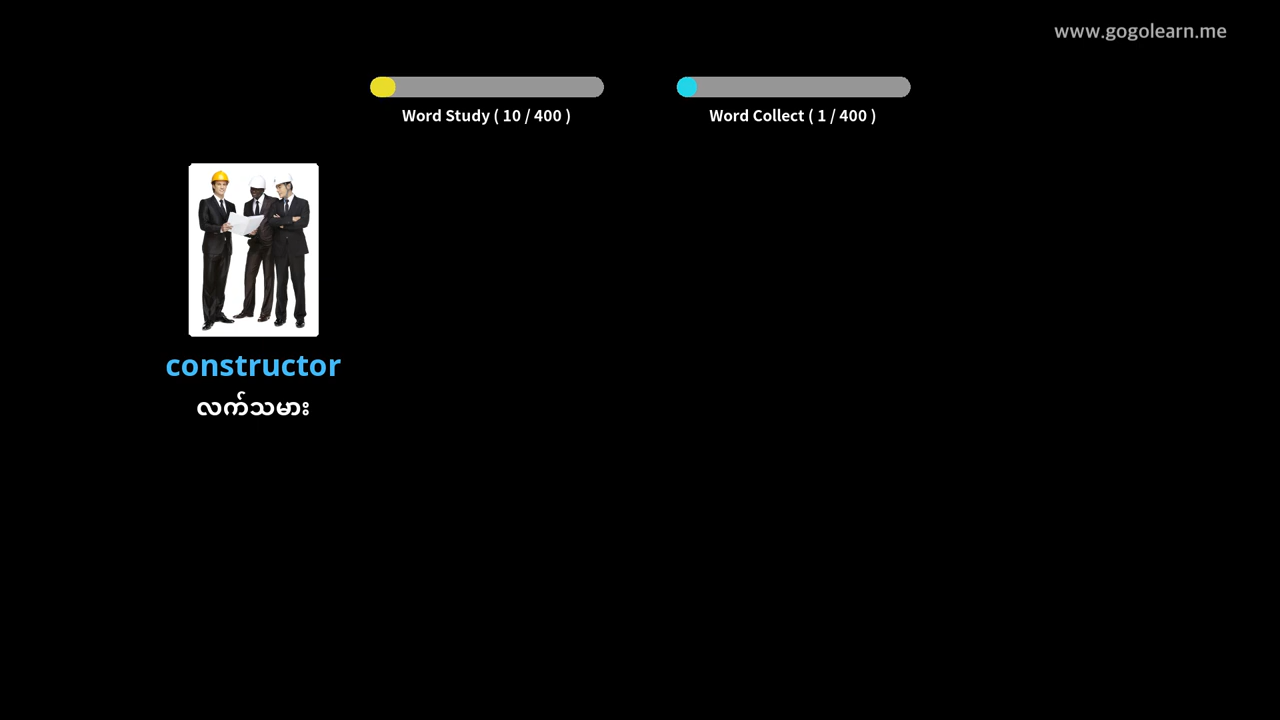 www.gogolearn.me
Word Study ( 10 / 400 )
Word Collect ( 1 / 400 )
constructor
လက်သမား